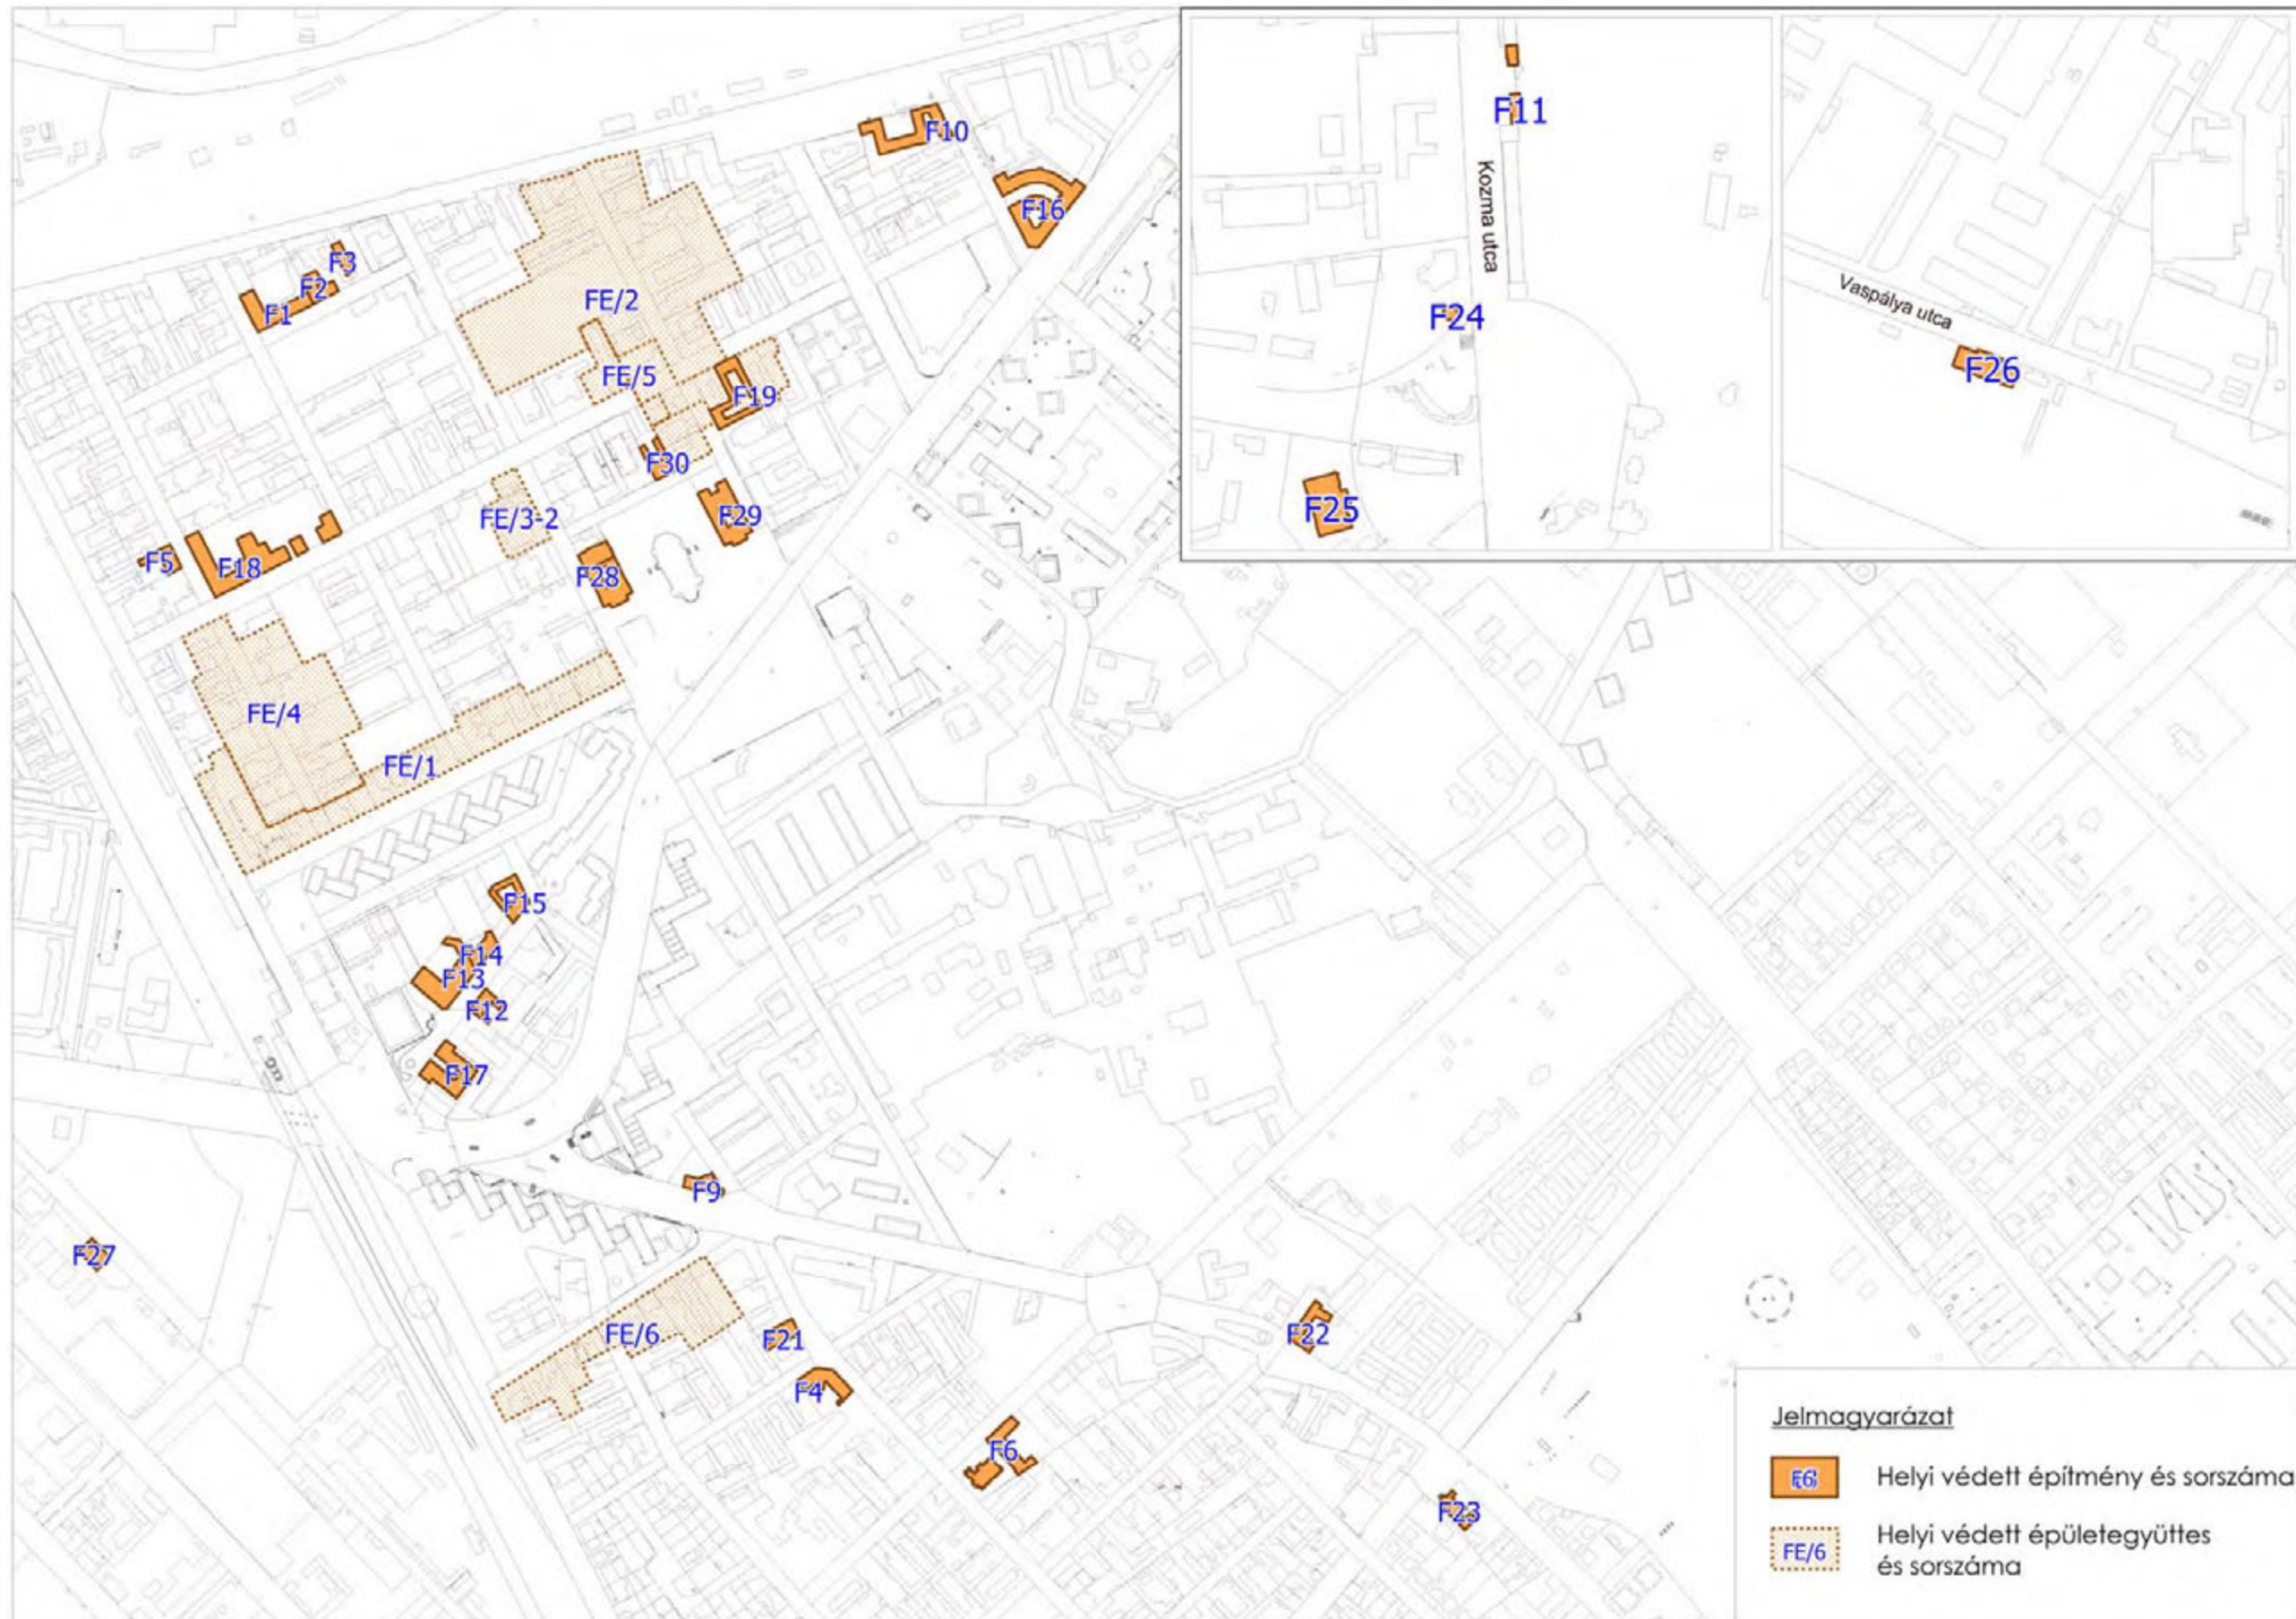 F10
F16
F3
F2
F1
FE/2
FE/5
F19
F30
FE/3-2
F29
F5
F18
F28
FE/4
FE/1
F15
F14
F13
F12
F17
F9
F27
FE/6
F21
F4
F6
F22
F23
F11
Kozma utca
F24
F25
Vaspálya utca
F26
Jelmagyarázat
Helyi védett építmény és sorszáma
FE/6
Helyi védett épületegyüttes
és sorszáma